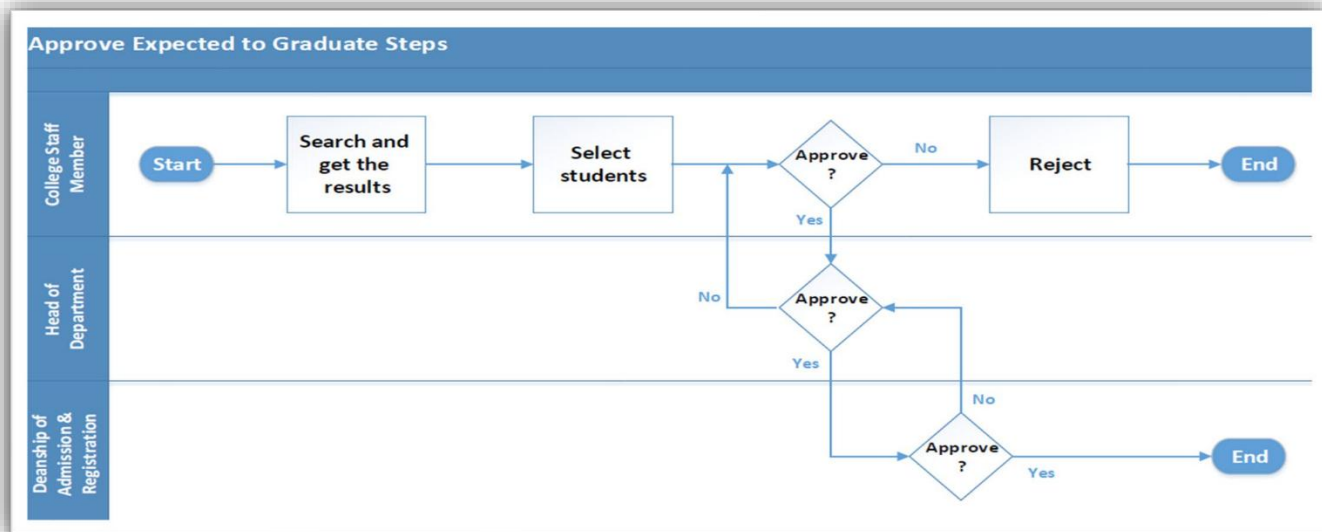 Approve Expected to Graduate Steps
College Staff
Member
Start
Search and
get the
results
Select
students
Approve
?
No
Reject
End
Yes
Head of
Department
No
Approve
?
Yes
Deanship of
Admission &
Registration
No
Approve
?
Yes
End